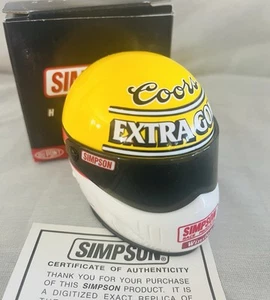 SIMPSON
Coors
EXTRA GO
SIMPSON
SIMPSON
SIMPSON
CERTIFICATE OF AUTHENTICITY
THANK YOU FOR YOUR PURCHASE
OF THIS SIMPSON PRODUCT. IT IS
A DIGITIZED EXACT REPLICA OF